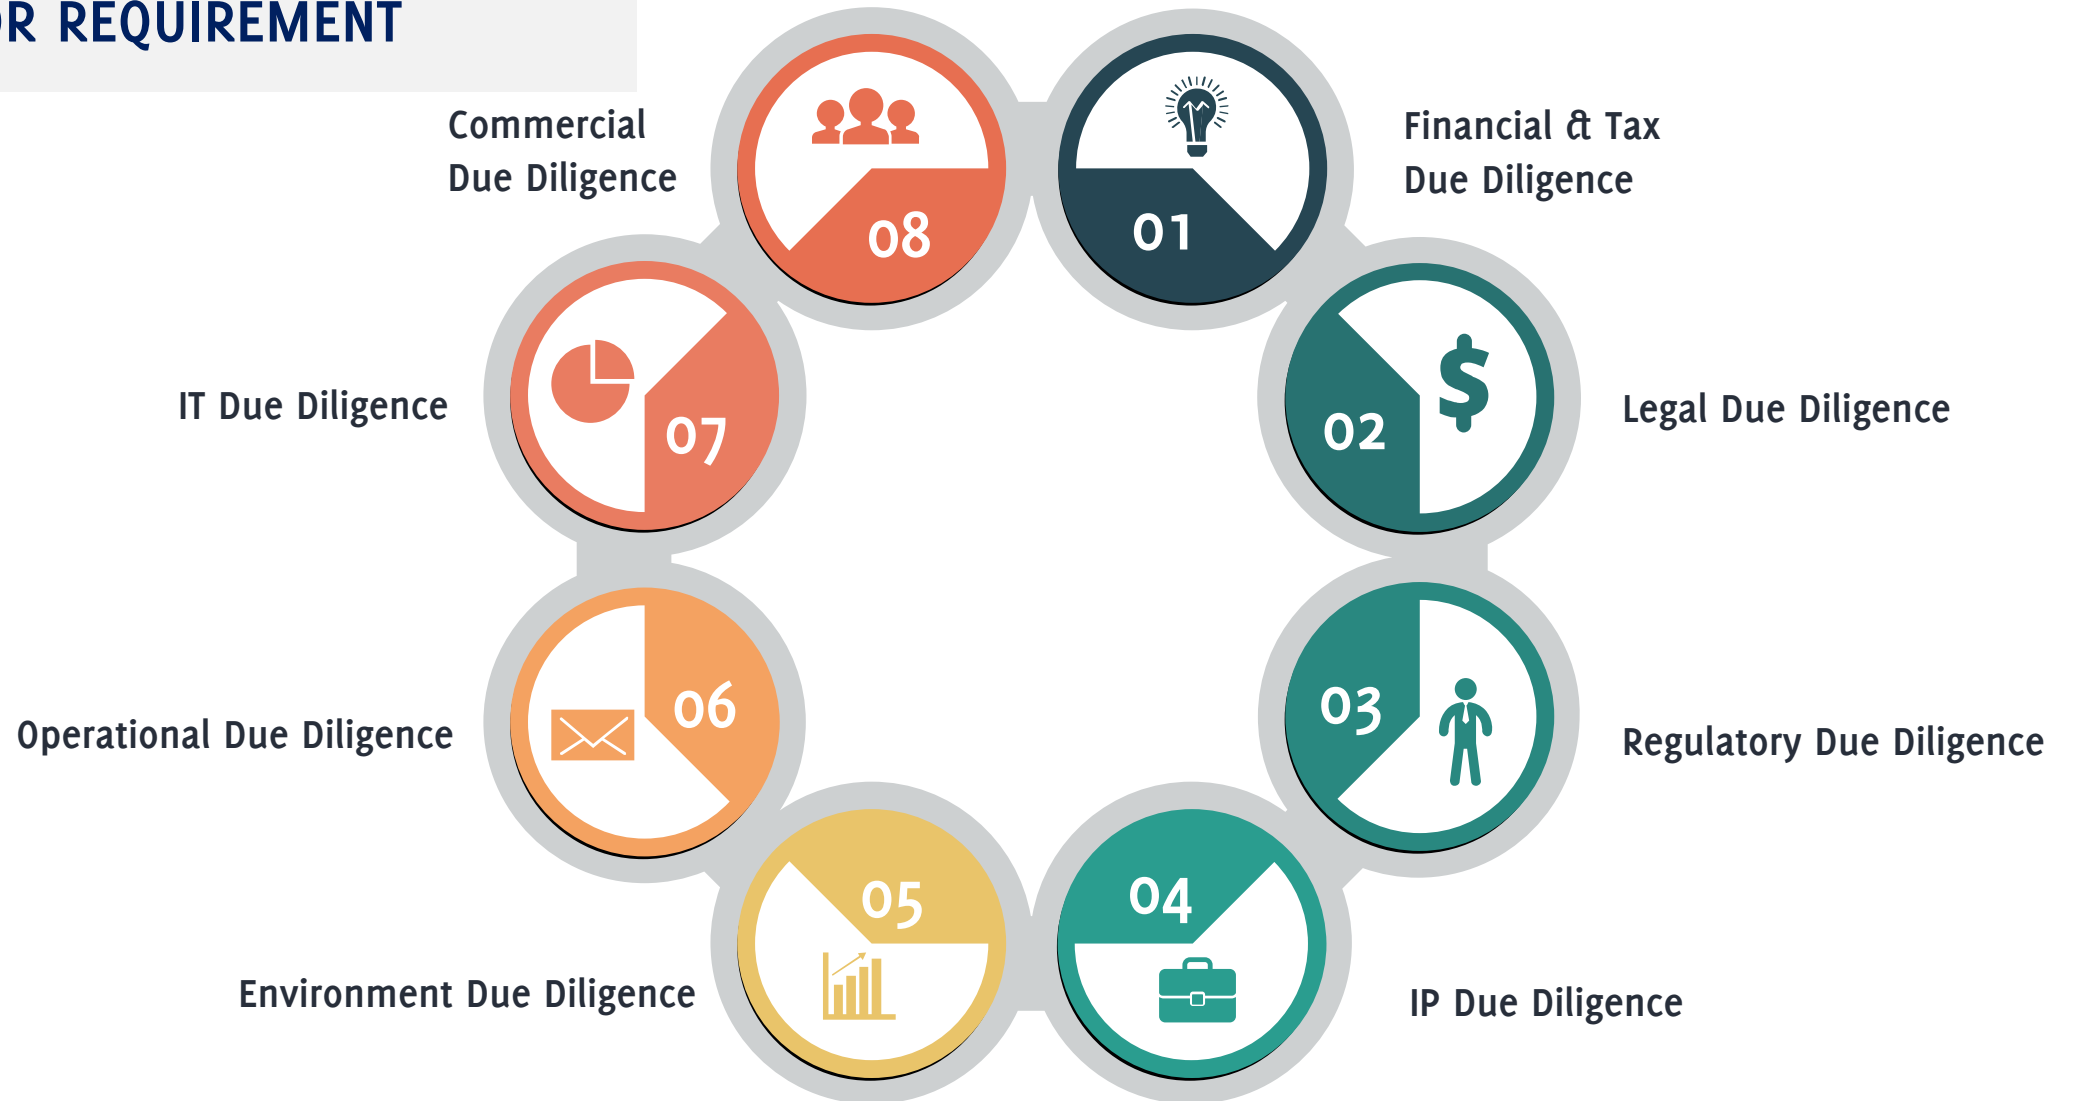 OR REQUIREMENT
Commercial
Due Diligence
08
01
Financial & Tax
Due Diligence
IT Due Diligence
07
02
Legal Due Diligence
Operational Due Diligence
06
03
Regulatory Due Diligence
Environment Due Diligence
05
04
IP Due Diligence